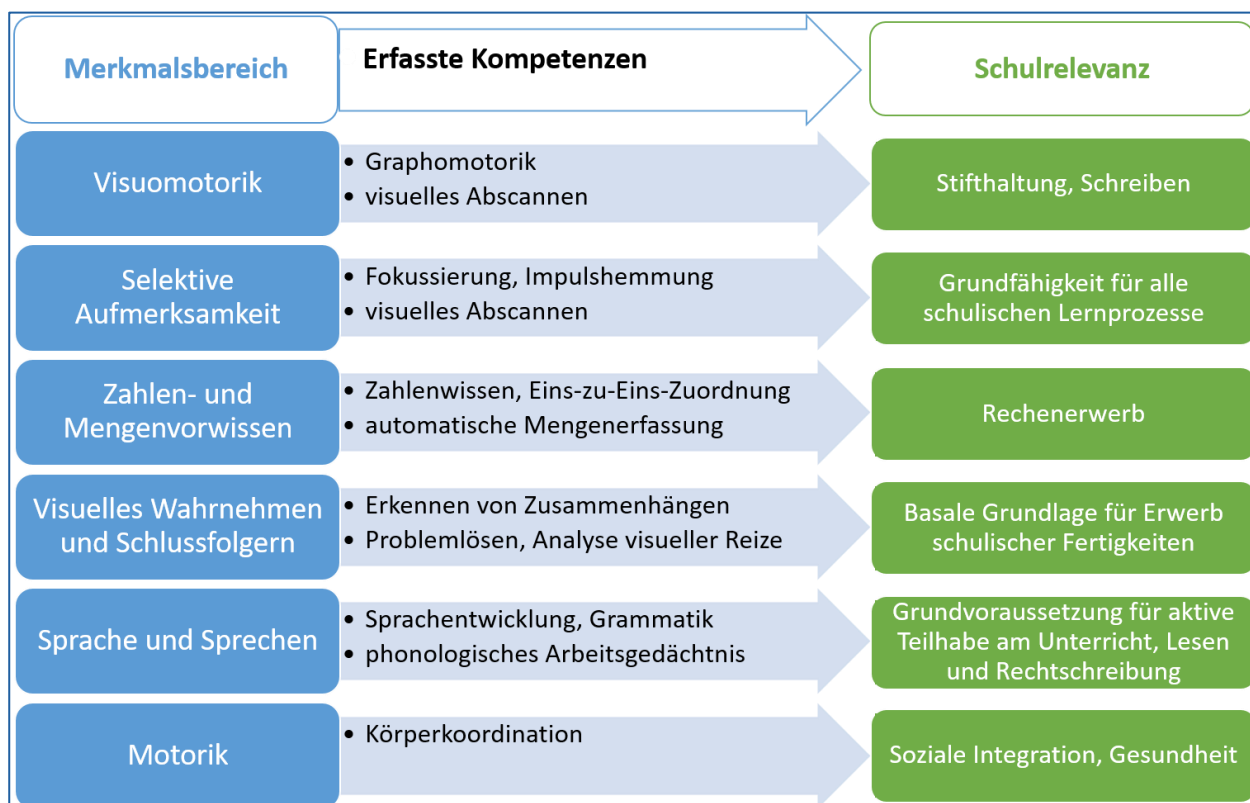 Merkmalsbereich
Erfasste Kompetenzen
Schulrelevanz
Visuomotorik
• Graphomotorik
• visuelles Abscannen
Stifthaltung, Schreiben
Selektive
Aufmerksamkeit
• Fokussierung, Impulshemmung
• visuelles Abscannen
Grundfähigkeit für alle
schulischen Lernprozesse
Zahlen- und
Mengenvorwissen
• Zahlenwissen, Eins-zu-Eins-Zuordnung
• automatische Mengenerfassung
Rechenerwerb
Visuelles Wahrnehmen
und Schlussfolgern
• Erkennen von Zusammenhängen
• Problemlösen, Analyse visueller Reize
Basale Grundlage für Erwerb
schulischer Fertigkeiten
Sprache und Sprechen
• Sprachentwicklung, Grammatik
• phonologisches Arbeitsgedächtnis
Grundvoraussetzung für aktive
Teilhabe am Unterricht, Lesen
und Rechtschreibung
Motorik
• Körperkoordination
Soziale Integration, Gesundheit